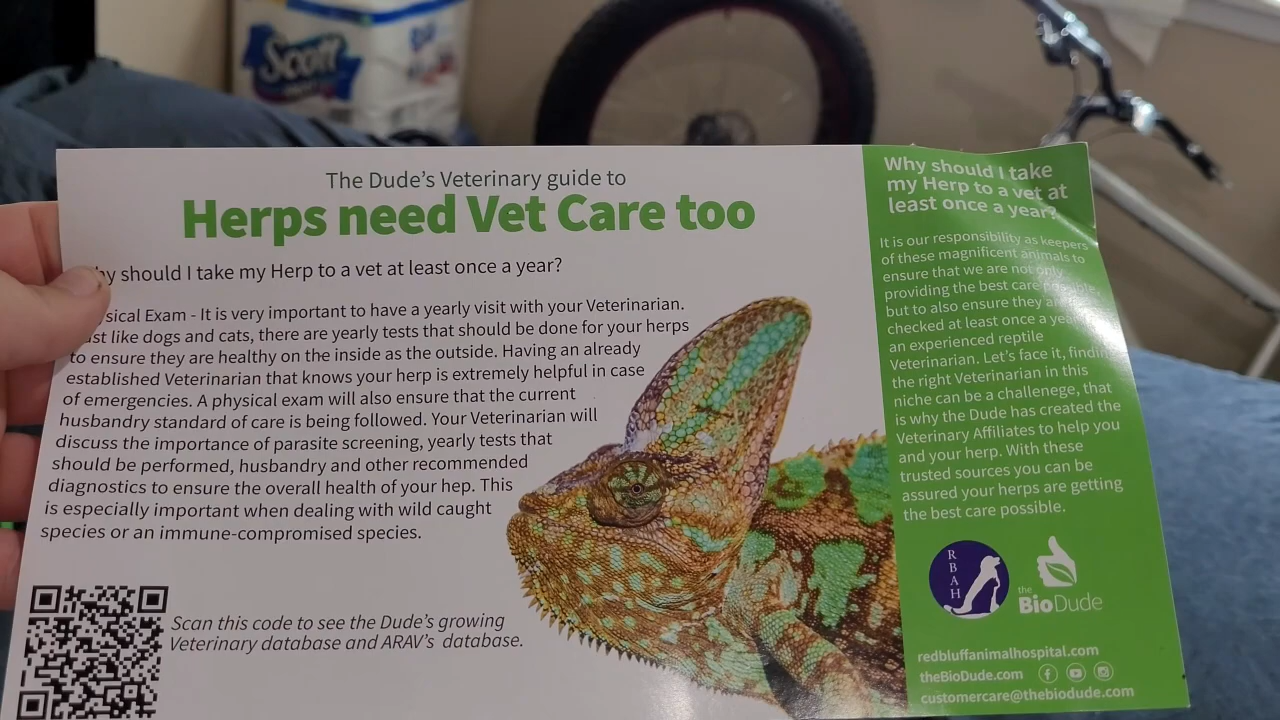 Scott
The Dude's Veterinary guide to
Herps need Vet Care too
hy should I take my Herp to a vet at least once a year?
sical Exam - It is very important to have a yearly visit with your Veterinarian.
st like dogs and cats, there are yearly tests that should be done for your herps
to ensure they are healthy on the inside as the outside. Having an already
established Veterinarian that knows your herp is extremely helpful in case
of emergencies. A physical exam will also ensure that the current
husbandry standard of care is being followed. Your Veterinarian will
discuss the importance of parasite screening, yearly tests that
should be performed, husbandry and other recommended
diagnostics to ensure the overall health of your hep. This
is especially important when dealing with wild caught
species or an immune-compromised species.
Scan this code to see the Dude's growing
Veterinary database and ARAV's database.
Why should I take
my Herp to a vet at
least once a year?
It is our responsibility as keepers
of these magnificent animals to
ensure that we are not only
providing the best care possible,
but to also ensure they are
checked at least once a year
an experienced reptile
Veterinarian. Let's face it, finding
the right Veterinarian in this
niche can be a challenege, that
is why the Dude has created the
Veterinary Affiliates to help you
and your herp. With these
trusted sources you can be
assured your herps are getting
the best care possible.
RBAH
the
BioDude
redbluffanimalhospital.com
theBioDude.com
customercare@thebiodude.com